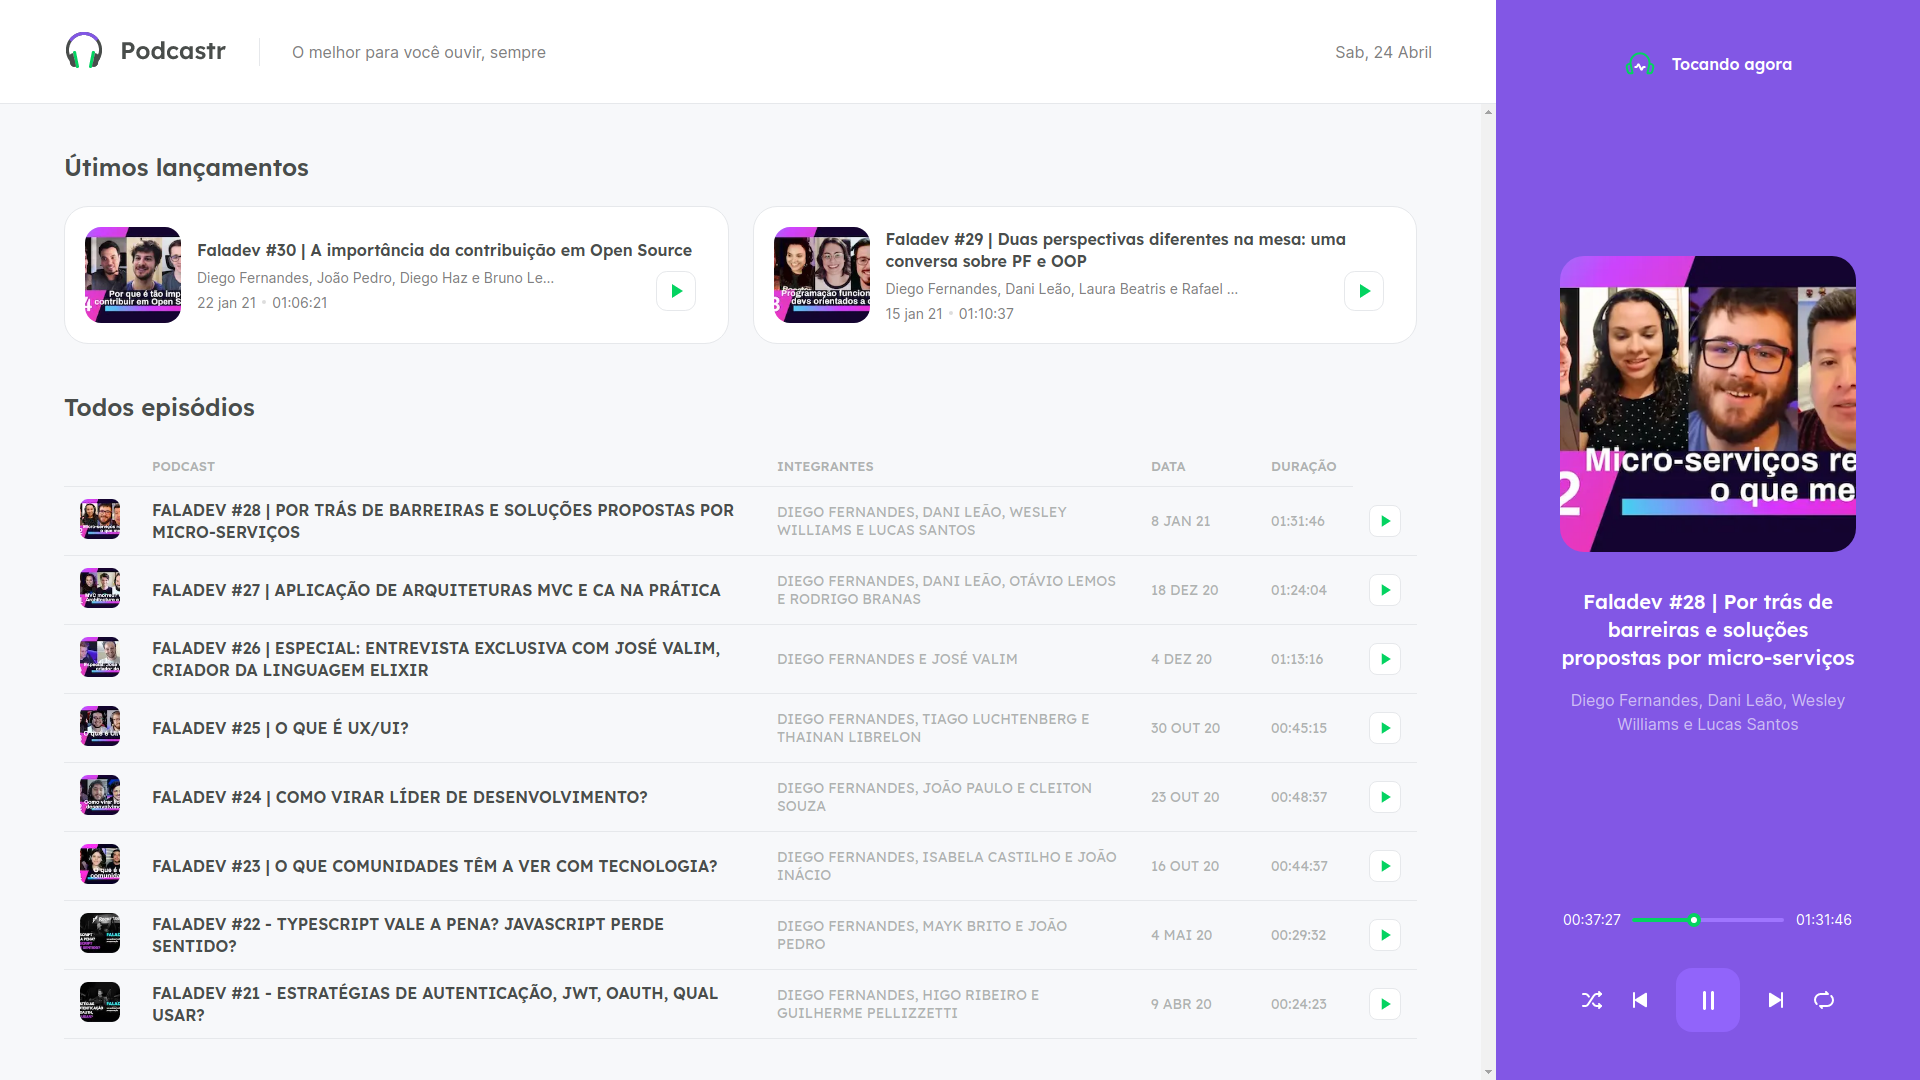 Podcastr
O melhor para você ouvir, sempre
Sab, 24 Abril
Útimos lançamentos
Faladev #30 | A importância da contribuição em Open Source
Diego Fernandes, João Pedro, Diego Haz e Bruno Le...
22 jan 21 • 01:06:21
Faladev #29 | Duas perspectivas diferentes na mesa: uma
conversa sobre PF e OOP
Diego Fernandes, Dani Leão, Laura Beatris e Rafael ...
15 jan 21 • 01:10:37
Todos episódios
PODCAST INTEGRANTES DATA DURAÇÃO
FALADEV #28 | POR TRÁS DE BARREIRAS E SOLUÇÕES PROPOSTAS POR
MICRO-SERVIÇOS
DIEGO FERNANDES, DANI LEÃO, WESLEY
WILLIAMS E LUCAS SANTOS
8 JAN 21
01:31:46
FALADEV #27 | APLICAÇÃO DE ARQUITETURAS MVC E CA NA PRÁTICA
DIEGO FERNANDES, DANI LEÃO, OTÁVIO LEMOS
E RODRIGO BRANAS
18 DEZ 20
01:24:04
FALADEV #26 | ESPECIAL: ENTREVISTA EXCLUSIVA COM JOSÉ VALIM,
CRIADOR DA LINGUAGEM ELIXIR
DIEGO FERNANDES E JOSÉ VALIM
4 DEZ 20
01:13:16
FALADEV #25 | O QUE É UX/UI?
DIEGO FERNANDES, TIAGO LUCHTENBERG E
THAINAN LIBRELON
30 OUT 20
00:45:15
FALADEV #24 | COMO VIRAR LÍDER DE DESENVOLVIMENTO?
DIEGO FERNANDES, JOÃO PAULO E CLEITON
SOUZA
23 OUT 20
00:48:37
FALADEV #23 | O QUE COMUNIDADES TÊM A VER COM TECNOLOGIA?
DIEGO FERNANDES, ISABELA CASTILHO E JOÃO
INÁCIO
16 OUT 20
00:44:37
FALADEV #22 - TYPESCRIPT VALE A PENA? JAVASCRIPT PERDE
SENTIDO?
DIEGO FERNANDES, MAYK BRITO E JOÃO
PEDRO
4 MAI 20
00:29:32
FALADEV #21 - ESTRATÉGIAS DE AUTENTICAÇÃO, JWT, OAUTH, QUAL
USAR?
DIEGO FERNANDES, HIGO RIBEIRO E
GUILHERME PELLIZZETTI
9 ABR 20
00:24:23
Tocando agora
Micro-serviços re
o que me
2
Faladev #28 | Por trás de
barreiras e soluções
propostas por micro-serviços
Diego Fernandes, Dani Leão, Wesley
Williams e Lucas Santos
00:37:27
01:31:46